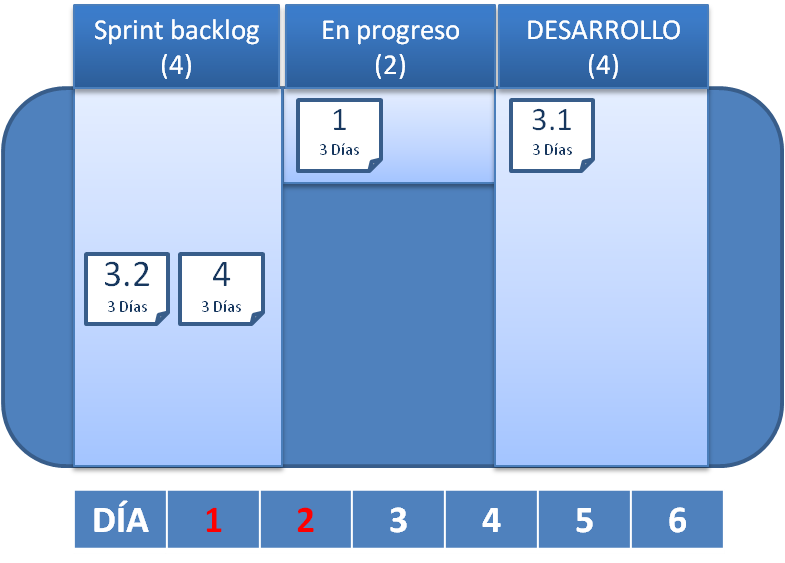 Sprint backlog
(4)
En progreso
(2)
DESARROLLO
(4)
1
3 Días
3.1
3 Días
3.2
3 Días
4
3 Días
DÍA 1 2 3 4 5 6